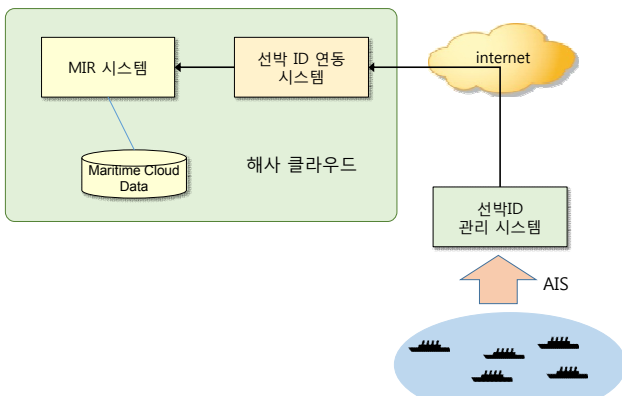 MIR 시스템
선박 ID 연동
시스템
internet
Maritime Cloud
Data
해사 클라우드
선박ID
관리 시스템
AIS